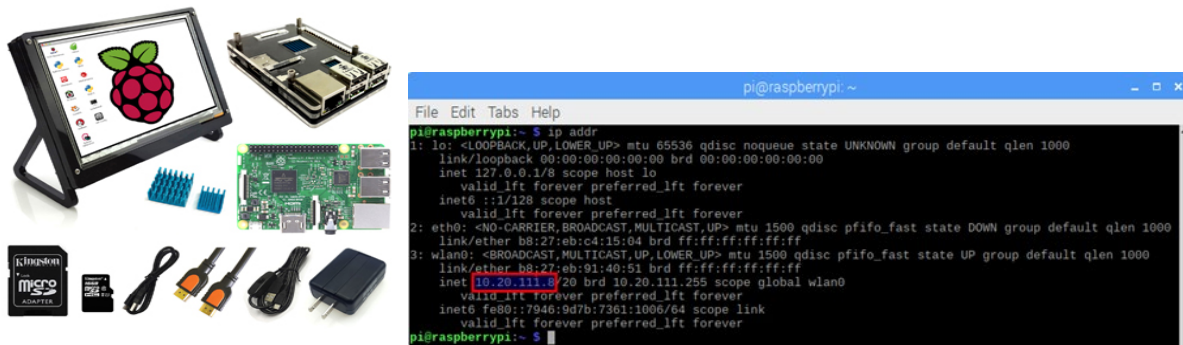 Kingston
micro
SD
ADAPTER
pi@raspberrypi: ~
File Edit Tabs Help
pi@raspberrypi:~ $ ip addr
1: lo: <LOOPBACK,UP,LOWER_UP> mtu 65536 qdisc noqueue state UNKNOWN group default qlen 1000
link/loopback 00:00:00:00:00:00 brd 00:00:00:00:00:00
inet 127.0.0.1/8 scope host lo
valid_lft forever preferred_lft forever
inet6 ::1/128 scope host
valid_lft forever preferred_lft forever
2: eth0: <NO-CARRIER,BROADCAST,MULTICAST,UP> mtu 1500 qdisc pfifo_fast state DOWN group default qlen 1000
link/ether b8:27:eb:c4:15:04 brd ff:ff:ff:ff:ff:ff
3: wlan0: <BROADCAST,MULTICAST,UP,LOWER_UP> mtu 1500 qdisc pfifo_fast state UP group default qlen 1000
link/ether b8:27:eb:91:40:51 brd ff:ff:ff:ff:ff:ff
inet 10.20.111.8/20 brd 10.20.111.255 scope global wlan0
valid_lft forever preferred_lft forever
inet6 fe80::7946:9d7b:7361:1006/64 scope link
valid_lft forever preferred_lft forever
pi@raspberrypi:~ $